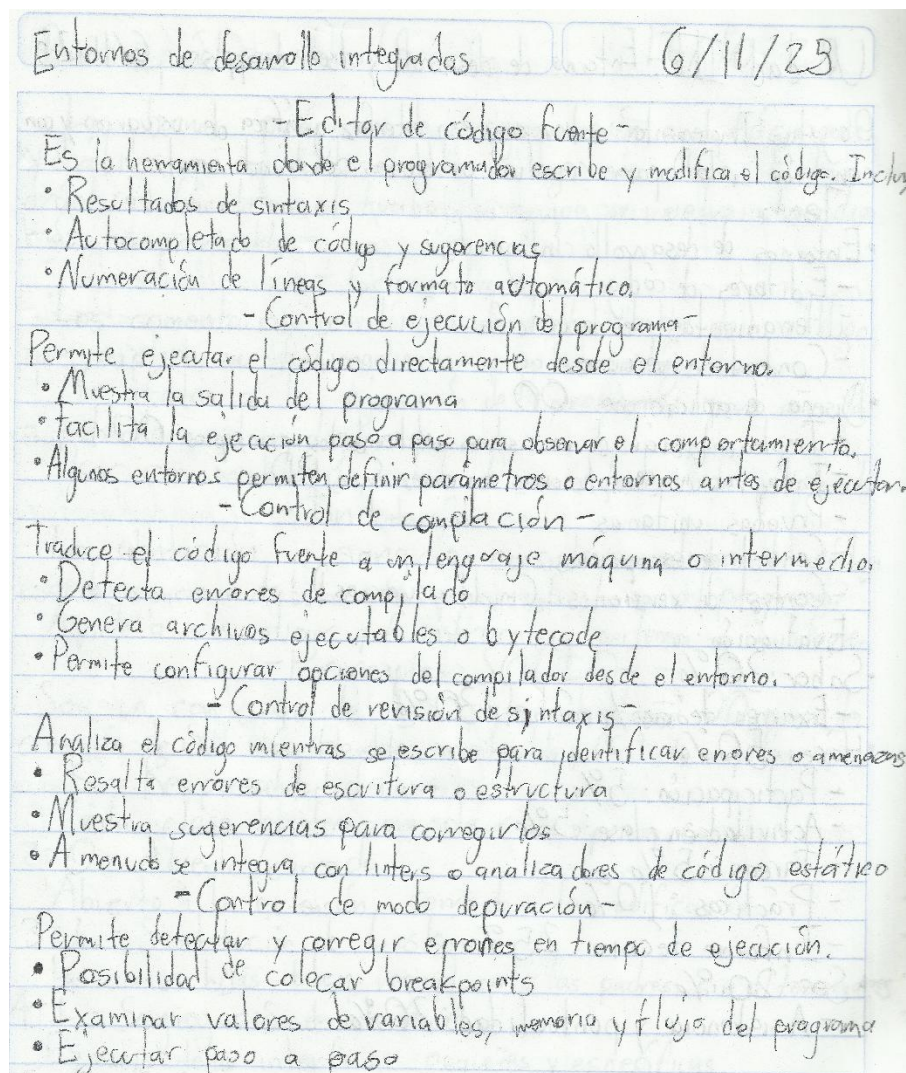 Entornos de desarrollo integrados 6/11/23
- Editor de código fuente -
Es la herramienta donde el programador escribe y modifica el código. Incluy
• Resultados de sintaxis
• Autocompletado de código y sugerencias
• Numeración de líneas y formato automático.
- Control de ejecución del programa -
Permite ejecutar el código directamente desde el entorno.
• Muestra la salida del programa
• Facilita la ejecución paso a paso para observar el comportamiento.
• Algunos entornos permiten definir parámetros o entornos antes de ejecutar.
- Control de compilación -
Traduce el código fuente a un lenguaje máquina o intermedio.
• Detecta errores de compilado
• Genera archivos ejecutables o bytecode
• Permite configurar opciones del compilador desde el entorno.
- Control de revisión de sintaxis -
Analiza el código mientras se escribe para identificar errores o amenazas
• Resalta errores de escritura o estructura
• Muestra sugerencias para corregirlos
• A menudo se integra con linters o analizadores de código estático
- Control de modo depuración -
Permite detectar y corregir errores en tiempo de ejecución.
• Posibilidad de colocar breakpoints
• Examinar valores de variables, memoria y flujo del programa
• Ejecutar paso a paso